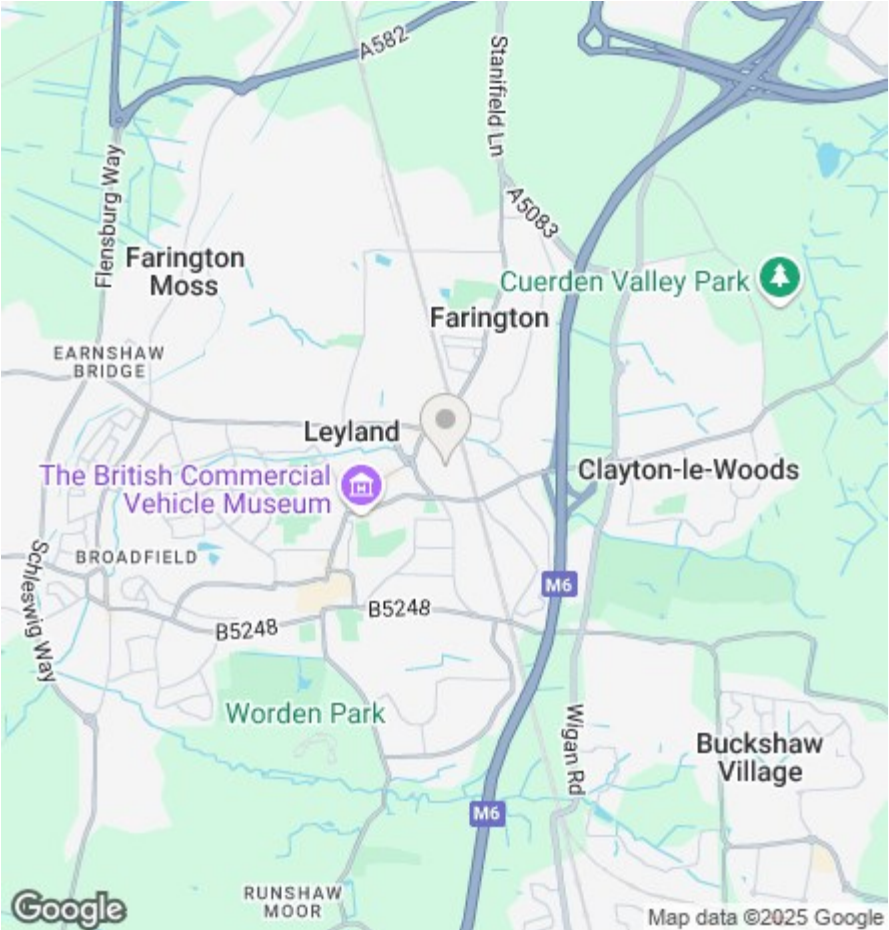 A582
Stanifield Ln
Flensburg Way
A5083
Farington
Moss
Cuerden Valley Park
Farington
EARNSHAW
BRIDGE
Leyland
The British Commercial
Vehicle Museum
Clayton-le-Woods
BROADFIELD
Schleswig Way
M6
B5248
B5248
Worden Park
Wigan Rd
Buckshaw
Village
M6
RUNSHAW
MOOR
Google
Map data ©2025 Google